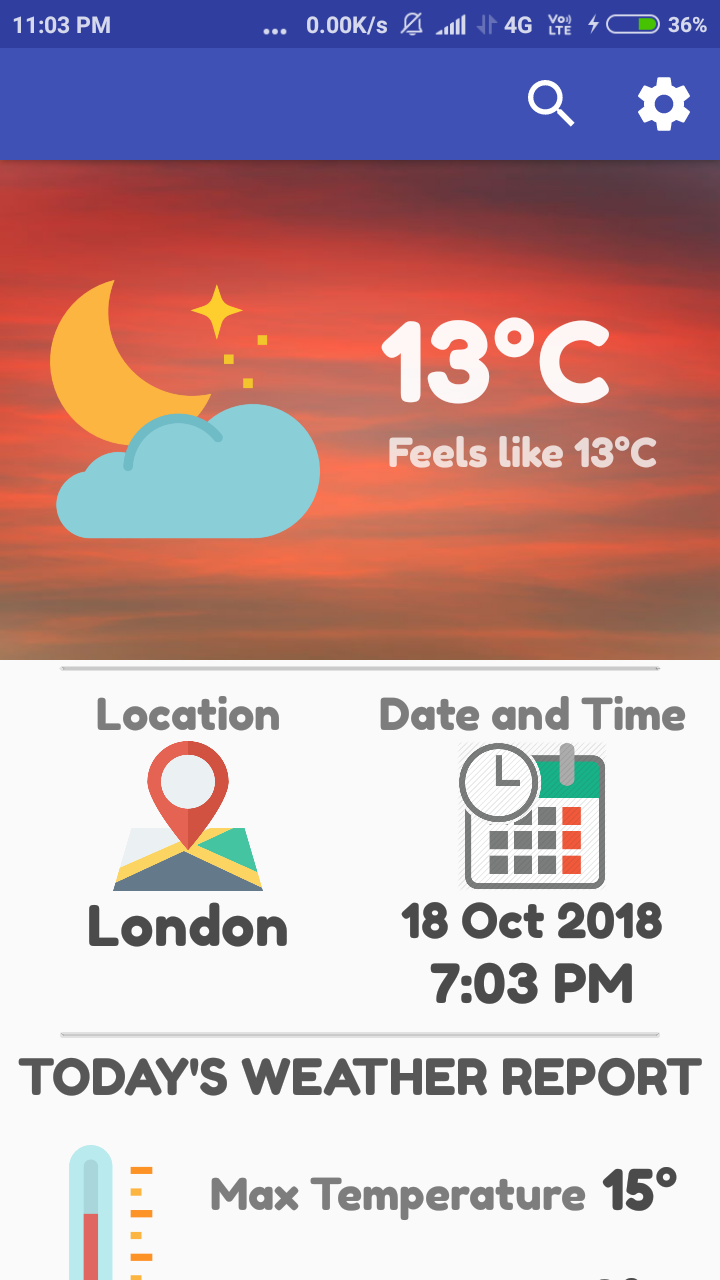 11:03 PM ... 0.00K/s 4G Vo LTE 36%
13°C
Feels like 13°C
Location
Date and Time
London
18 Oct 2018
7:03 PM
TODAY'S WEATHER REPORT
Max Temperature 15°